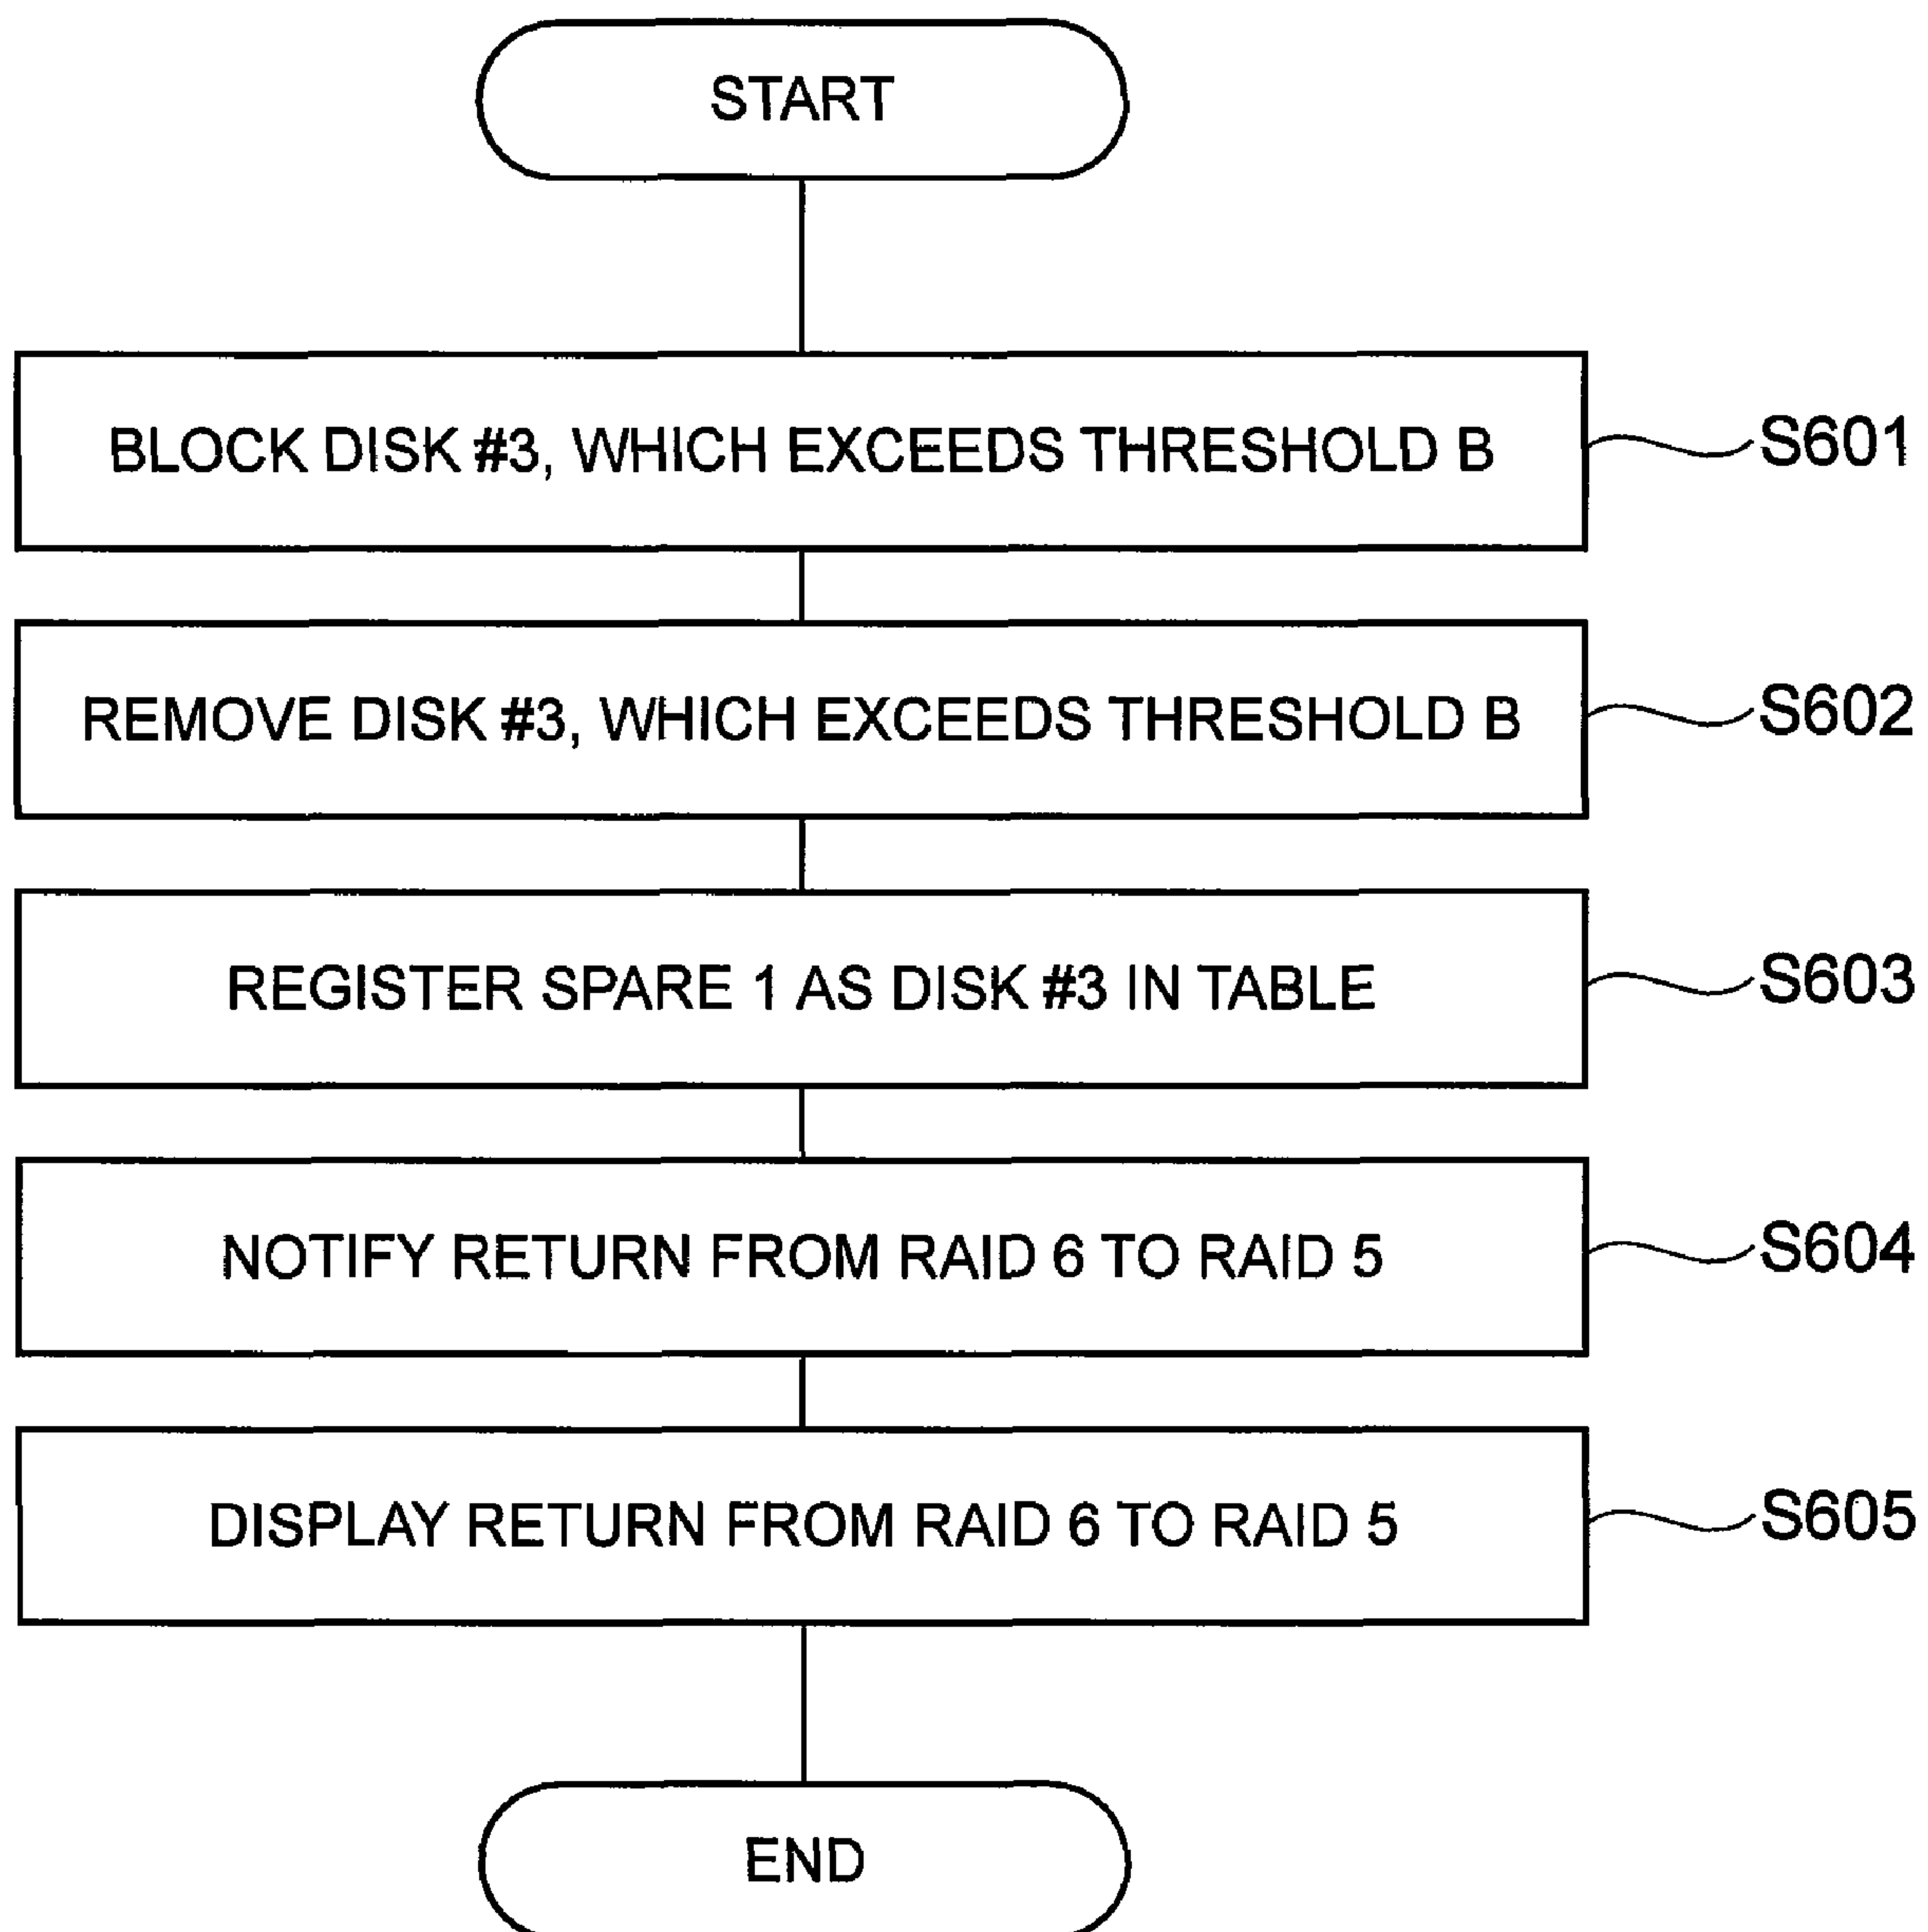 START
BLOCK DISK #3, WHICH EXCEEDS THRESHOLD B
S601
REMOVE DISK #3, WHICH EXCEEDS THRESHOLD B
S602
REGISTER SPARE 1 AS DISK #3 IN TABLE
S603
NOTIFY RETURN FROM RAID 6 TO RAID 5
S604
DISPLAY RETURN FROM RAID 6 TO RAID 5
S605
END